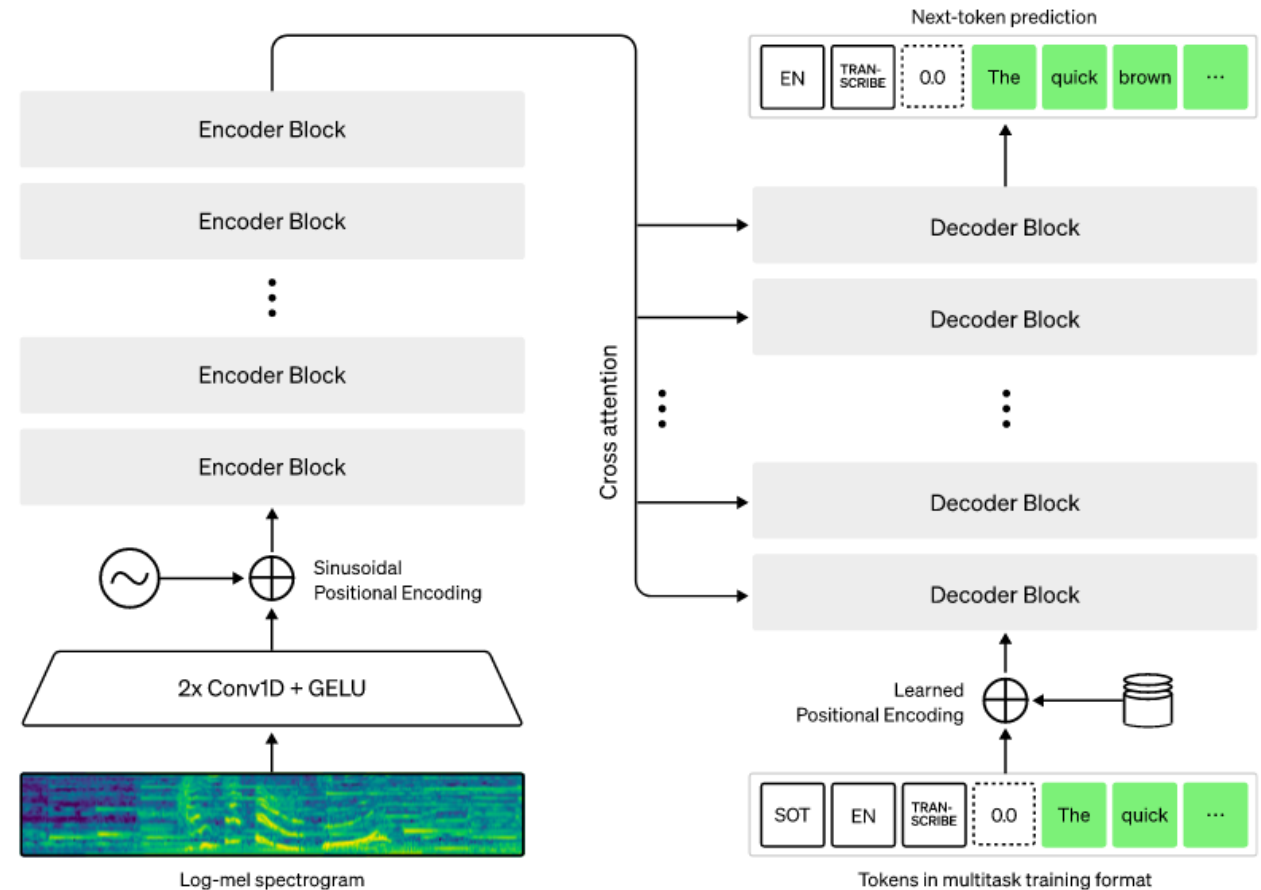 Next-token prediction
EN
TRAN-
SCRIBE
0.0
The
quick
brown
...
Encoder Block
Encoder Block
Encoder Block
Encoder Block
Sinusoidal
Positional Encoding
2x Conv1D + GELU
Log-mel spectrogram
Cross attention
Decoder Block
Decoder Block
Decoder Block
Decoder Block
Learned
Positional Encoding
SOT
EN
TRAN-
SCRIBE
0.0
The
quick
...
Tokens in multitask training format